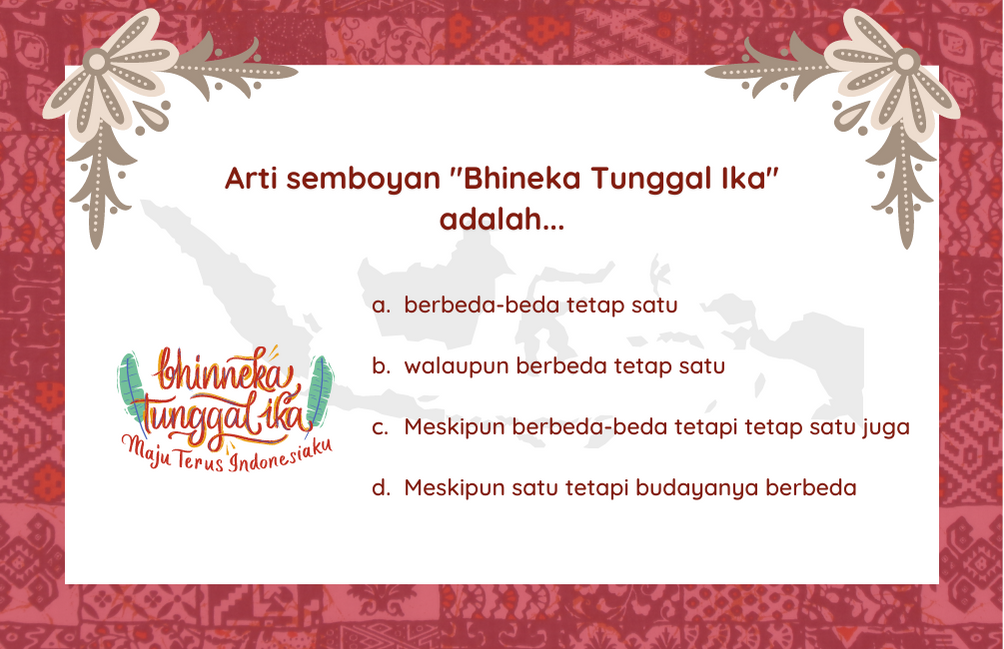 Arti semboyan "Bhineka Tunggal Ika"
adalah...
a. berbeda-beda tetap satu
b. walaupun berbeda tetap satu
c. Meskipun berbeda-beda tetapi tetap satu juga
d. Meskipun satu tetapi budayanya berbeda
bhinneka
tunggal ika
Maju Terus Indonesiaku